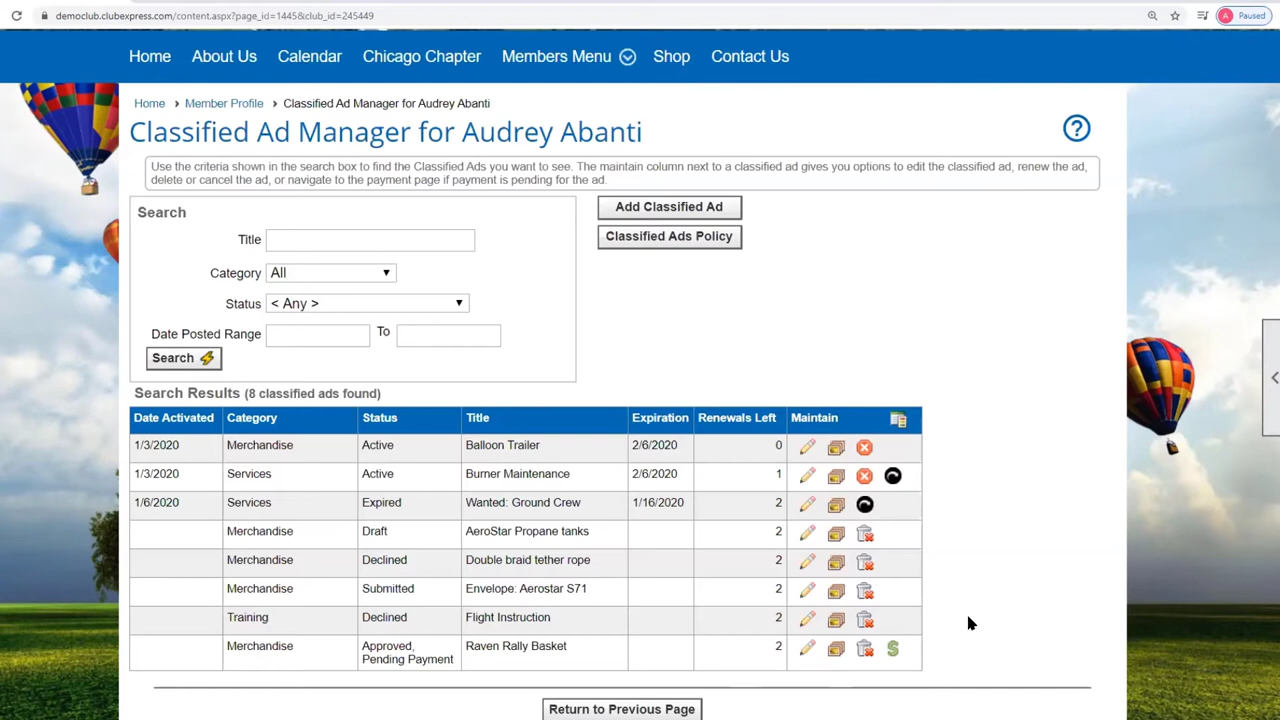 democlub.clubexpress.com/content.aspx?page_id=1445&club_id=245449
A Paused
Home About Us Calendar Chicago Chapter Members Menu Shop Contact Us
Home › Member Profile › Classified Ad Manager for Audrey Abanti
Classified Ad Manager for Audrey Abanti
?
Use the criteria shown in the search box to find the Classified Ads you want to see. The maintain column next to a classified ad gives you options to edit the classified ad, renew the ad,
delete or cancel the ad, or navigate to the payment page if payment is pending for the ad.
Search
Add Classified Ad
Classified Ads Policy
Title
Category All
Status < Any >
Date Posted Range To
Search
Search Results (8 classified ads found)
Date Activated Category Status Title Expiration Renewals Left Maintain
1/3/2020 Merchandise Active Balloon Trailer 2/6/2020 0
1/3/2020 Services Active Burner Maintenance 2/6/2020 1
1/6/2020 Services Expired Wanted: Ground Crew 1/16/2020 2
Merchandise Draft AeroStar Propane tanks 2
Merchandise Declined Double braid tether rope 2
Merchandise Submitted Envelope: Aerostar S71 2
Training Declined Flight Instruction 2
Merchandise Approved, Raven Rally Basket 2 $
Pending Payment
Return to Previous Page